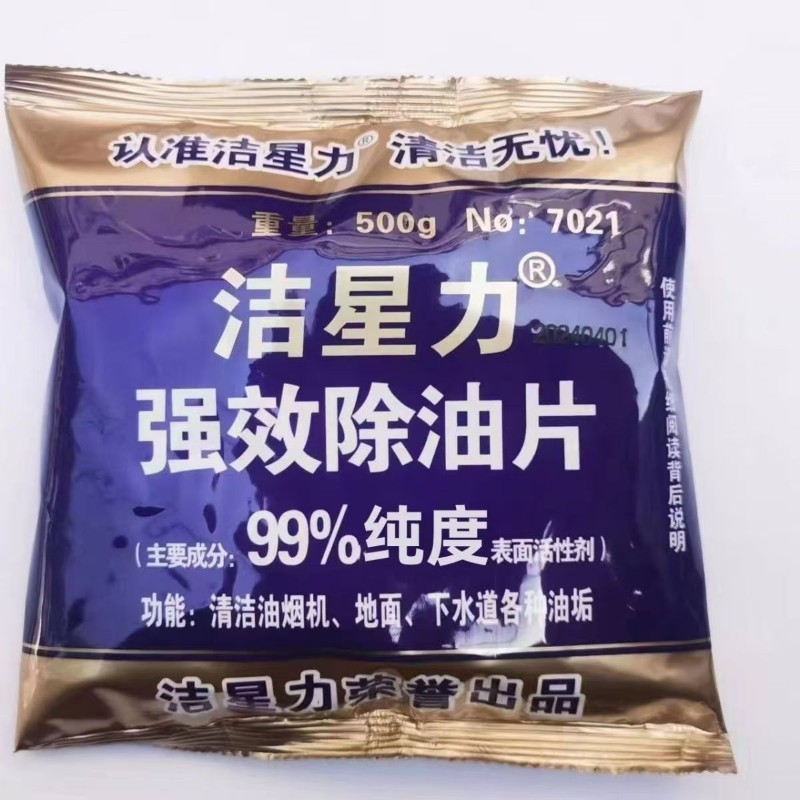 认准洁星力® 清洁无忧!
重量: 500g No: 7021
洁星力®
20240401
强效除油片
(主要成分: 99%纯度 表面活性剂)
功能: 清洁油烟机、地面、下水道各种油垢
洁星力荣誉出品
使用前 细阅读背后说明